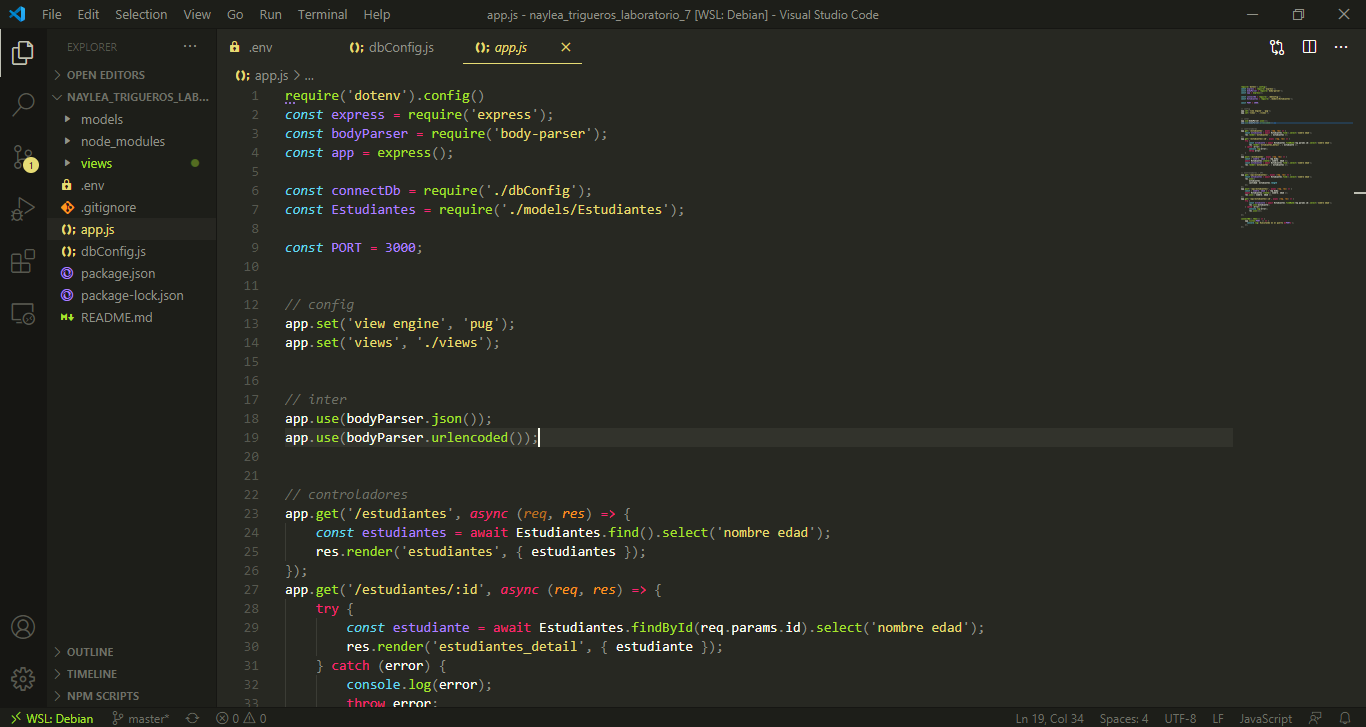 File Edit Selection View Go Run Terminal Help
app.js - naylea_trigueros_laboratorio_7 [WSL: Debian] - Visual Studio Code
EXPLORER
OPEN EDITORS
NAYLEA_TRIGUEROS_LAB...
models
node_modules
views
.env
.gitignore
app.js
dbConfig.js
package.json
package-lock.json
README.md
OUTLINE
TIMELINE
NPM SCRIPTS
1
.env
dbConfig.js
app.js
app.js > ...
1 require('dotenv').config()
2 const express = require('express');
3 const bodyParser = require('body-parser');
4 const app = express();
5
6 const connectDb = require('./dbConfig');
7 const Estudiantes = require('./models/Estudiantes');
8
9 const PORT = 3000;
10
11
12 // config
13 app.set('view engine', 'pug');
14 app.set('views', './views');
15
16
17 // inter
18 app.use(bodyParser.json());
19 app.use(bodyParser.urlencoded());
20
21
22 // controladores
23 app.get('/estudiantes', async (req, res) => {
24 const estudiantes = await Estudiantes.find().select('nombre edad');
25 res.render('estudiantes', { estudiantes });
26 });
27 app.get('/estudiantes/:id', async (req, res) => {
28 try {
29 const estudiante = await Estudiantes.findById(req.params.id).select('nombre edad');
30 res.render('estudiantes_detail', { estudiante });
31 } catch (error) {
32 console.log(error);
33 throw error;
WSL: Debian master* 0 0 Ln 19, Col 34 Spaces: 4 UTF-8 LF JavaScript